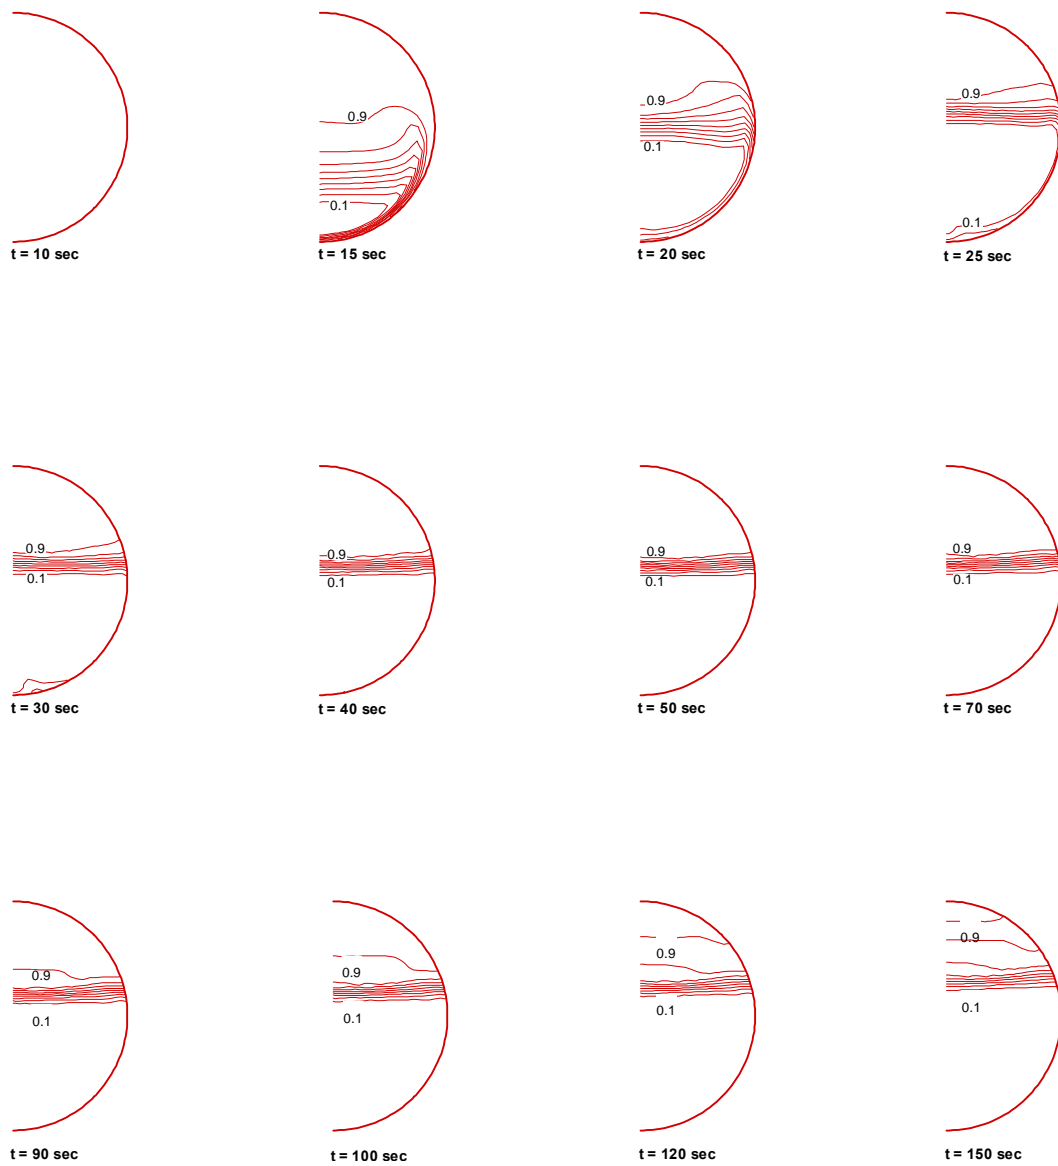 0.9
0.1
0.9
0.1
0.9
0.1
t = 10 sec
t = 15 sec
t = 20 sec
t = 25 sec
0.9
0.1
0.9
0.1
0.9
0.1
0.9
0.1
t = 30 sec
t = 40 sec
t = 50 sec
t = 70 sec
0.9
0.1
0.9
0.1
0.9
0.1
0.9
0.1
t = 90 sec
t = 100 sec
t = 120 sec
t = 150 sec